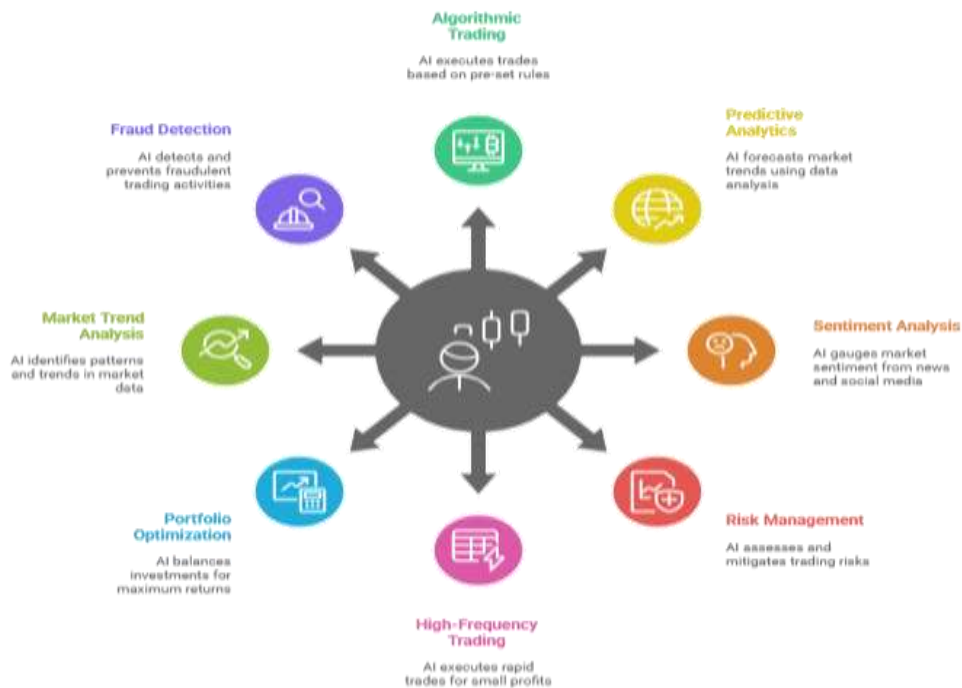 Algorithmic
Trading
AI executes trades
based on pre-set rules
Predictive
Analytics
AI forecasts market
trends using data
analysis
Sentiment Analysis
AI gauges market
sentiment from news
and social media
Risk Management
AI assesses and
mitigates trading risks
High-Frequency
Trading
AI executes rapid
trades for small profits
Portfolio
Optimization
AI balances
investments for
maximum returns
Market Trend
Analysis
AI identifies patterns
and trends in market
data
Fraud Detection
AI detects and
prevents fraudulent
trading activities